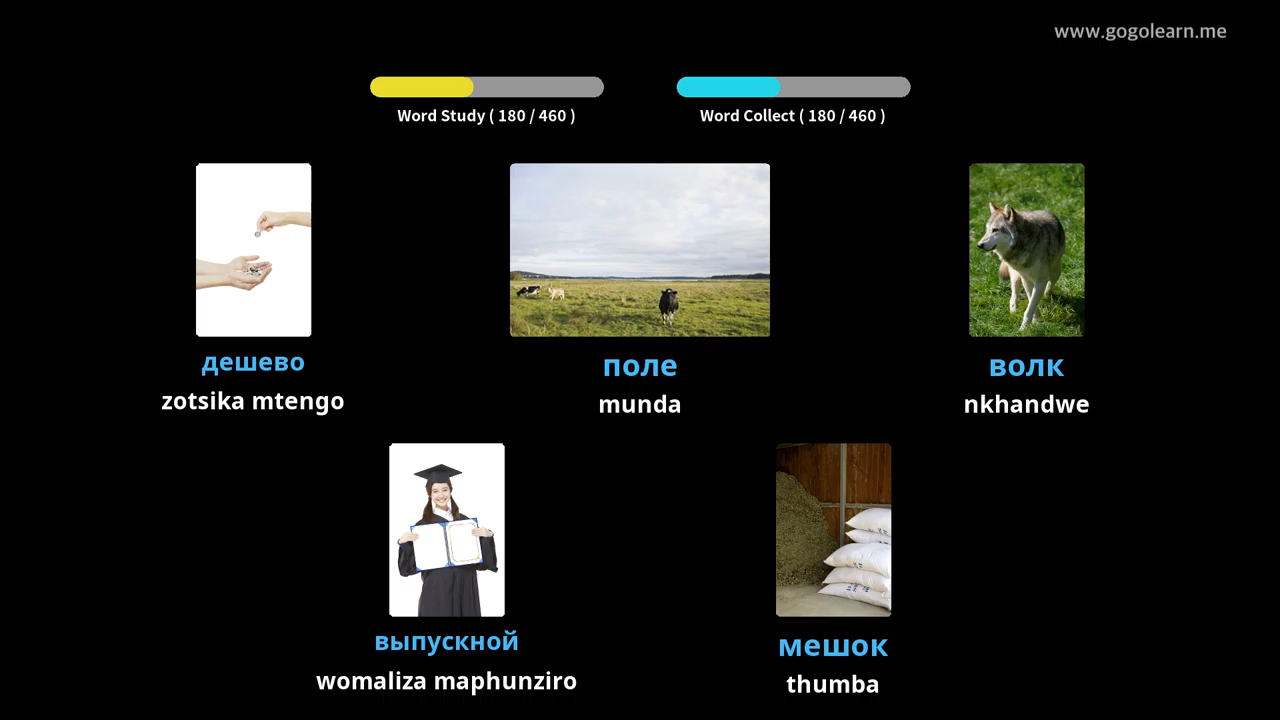 www.gogolearn.me
Word Study ( 180 / 460 )
Word Collect ( 180 / 460 )
дешево
zotsika mtengo
поле
munda
волк
nkhandwe
выпускной
womaliza maphunziro
мешок
thumba